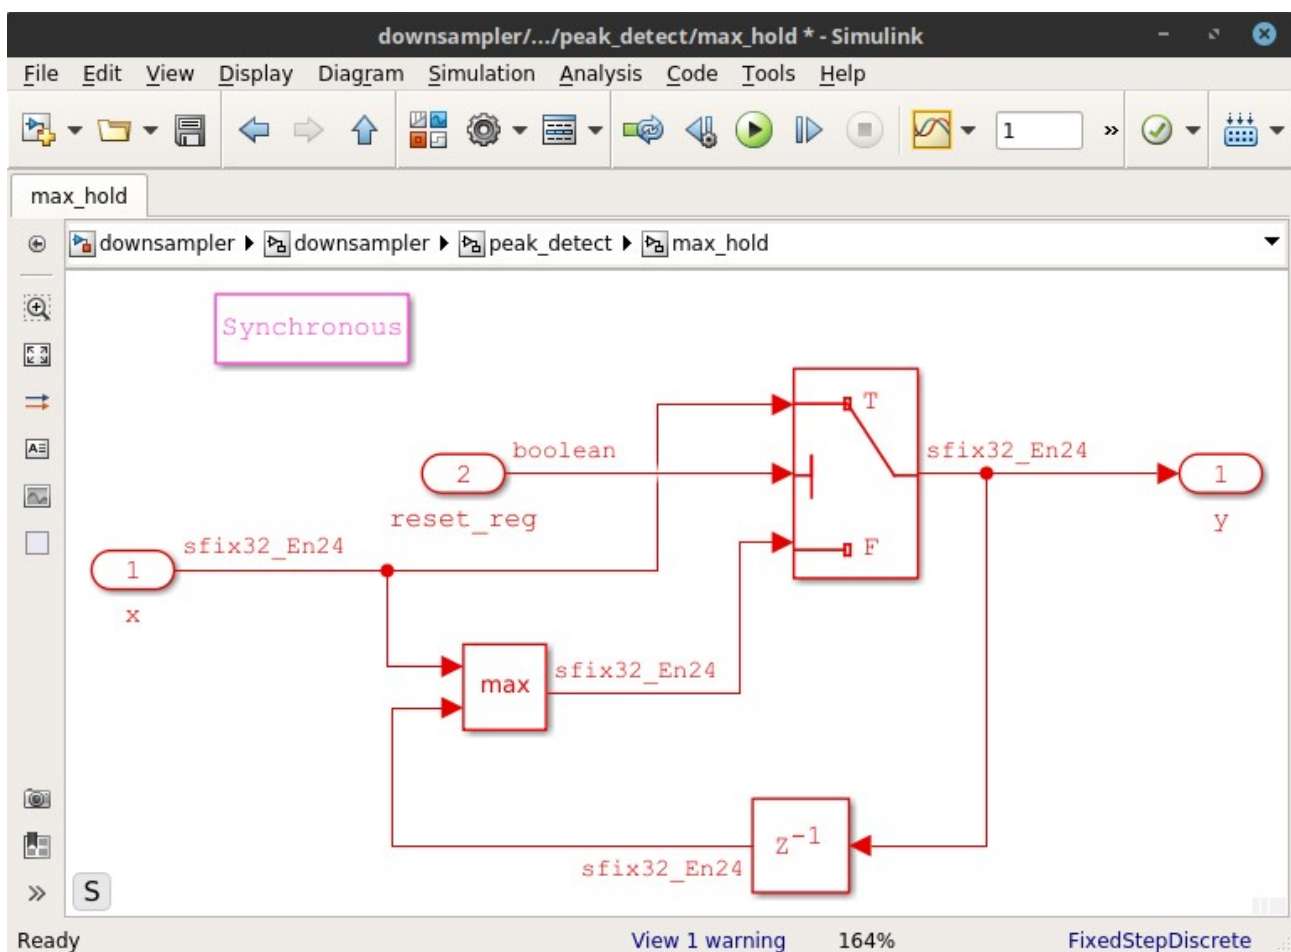 downsampler/.../peak_detect/max_hold * - Simulink
File Edit View Display Diagram Simulation Analysis Code Tools Help
1 »
max_hold
downsampler downsampler peak_detect max_hold
Synchronous
T
boolean
sfix32_En24
2
1
reset_reg
y
sfix32_En24
F
1
x
sfix32_En24
max
z⁻¹
sfix32_En24
» S
Ready View 1 warning 164% FixedStepDiscrete